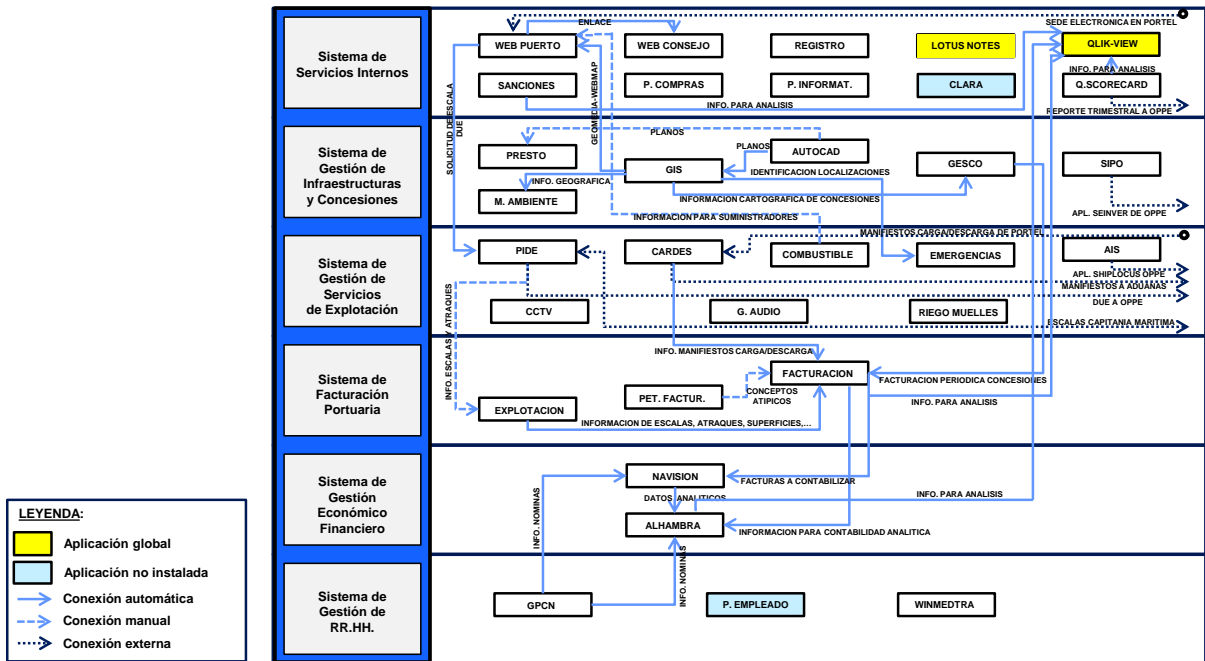 ENLACE
SEDE ELECTRONICA EN PORTEL
Sistema de
Servicios Internos
WEB PUERTO
WEB CONSEJO
REGISTRO
LOTUS NOTES
QLIK-VIEW
INFO. PARA ANALISIS
SANCIONES
P. COMPRAS
P. INFORMAT.
CLARA
Q.SCORECARD
INFO. PARA ANALISIS
REPORTE TRIMESTRAL A OPPE
SOLICITUD DE ESCALA
DUE
GEOMEDIA-WEBMAP
Sistema de
Gestión de
Infraestructuras
y Concesiones
PLANOS
PRESTO
PLANOS
AUTOCAD
GIS
GESCO
SIPO
IDENTIFICACION LOCALIZACIONES
INFO. GEOGRAFICA
M. AMBIENTE
INFORMACION CARTOGRAFICA DE CONCESIONES
APL. SEINVER DE OPPE
INFORMACION PARA SUMINISTRADORES
MANIFIESTOS CARGA/DESCARGA DE PORTEL
Sistema de
Gestión de
Servicios
de Explotación
PIDE
CARDES
COMBUSTIBLE
EMERGENCIAS
AIS
APL. SHIPLOCUS OPPE
MANIFIESTOS A ADUANAS
DUE A OPPE
CCTV
G. AUDIO
RIEGO MUELLES
ESCALAS CAPITANIA MARITIMA
INFO. ESCALAS Y ATRAQUES
INFO. MANIFIESTOS CARGA/DESCARGA
Sistema de
Facturación
Portuaria
FACTURACION
FACTURACION PERIODICA CONCESIONES
PET. FACTUR.
CONCEPTOS
ATIPICOS
INFO. PARA ANALISIS
EXPLOTACION
INFORMACION DE ESCALAS, ATRAQUES, SUPERFICIES,...
Sistema de
Gestión
Económico
Financiero
NAVISION
FACTURAS A CONTABILIZAR
DATOS ANALITICOS
INFO. PARA ANALISIS
ALHAMBRA
INFORMACION PARA CONTABILIDAD ANALITICA
INFO. NOMINAS
INFO. NOMINAS
Sistema de
Gestión de
RR.HH.
GPCN
P. EMPLEADO
WINMEDTRA
LEYENDA:
Aplicación global
Aplicación no instalada
Conexión automática
Conexión manual
Conexión externa